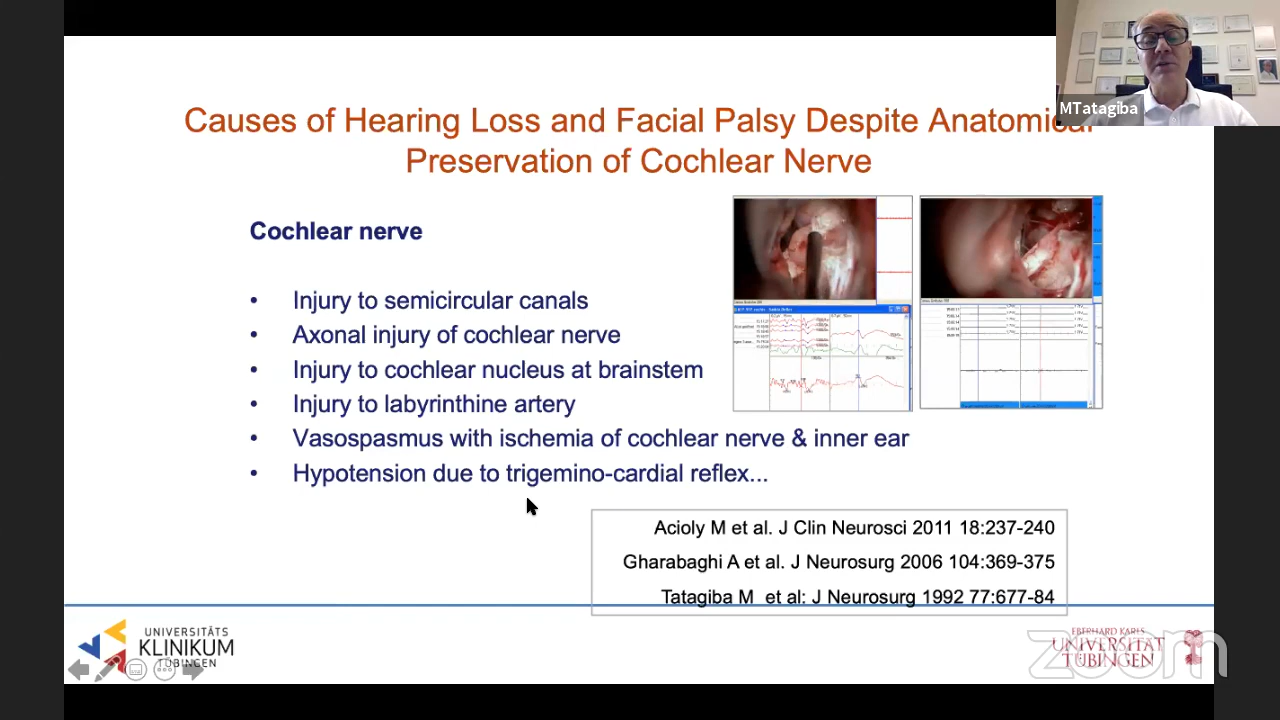 MTatagiba
Causes of Hearing Loss and Facial Palsy Despite Anatomical
Preservation of Cochlear Nerve
Cochlear nerve
• Injury to semicircular canals
• Axonal injury of cochlear nerve
• Injury to cochlear nucleus at brainstem
• Injury to labyrinthine artery
• Vasospasmus with ischemia of cochlear nerve & inner ear
• Hypotension due to trigemino-cardial reflex...
Acioly M et al. J Clin Neurosci 2011 18:237-240
Gharabaghi A et al. J Neurosurg 2006 104:369-375
Tatagiba M et al: J Neurosurg 1992 77:677-84
UNIVERSITÄTS
KLINIKUM
TÜBINGEN
EBERHARD KARLS
UNIVERSITÄT
TÜBINGEN
zoom